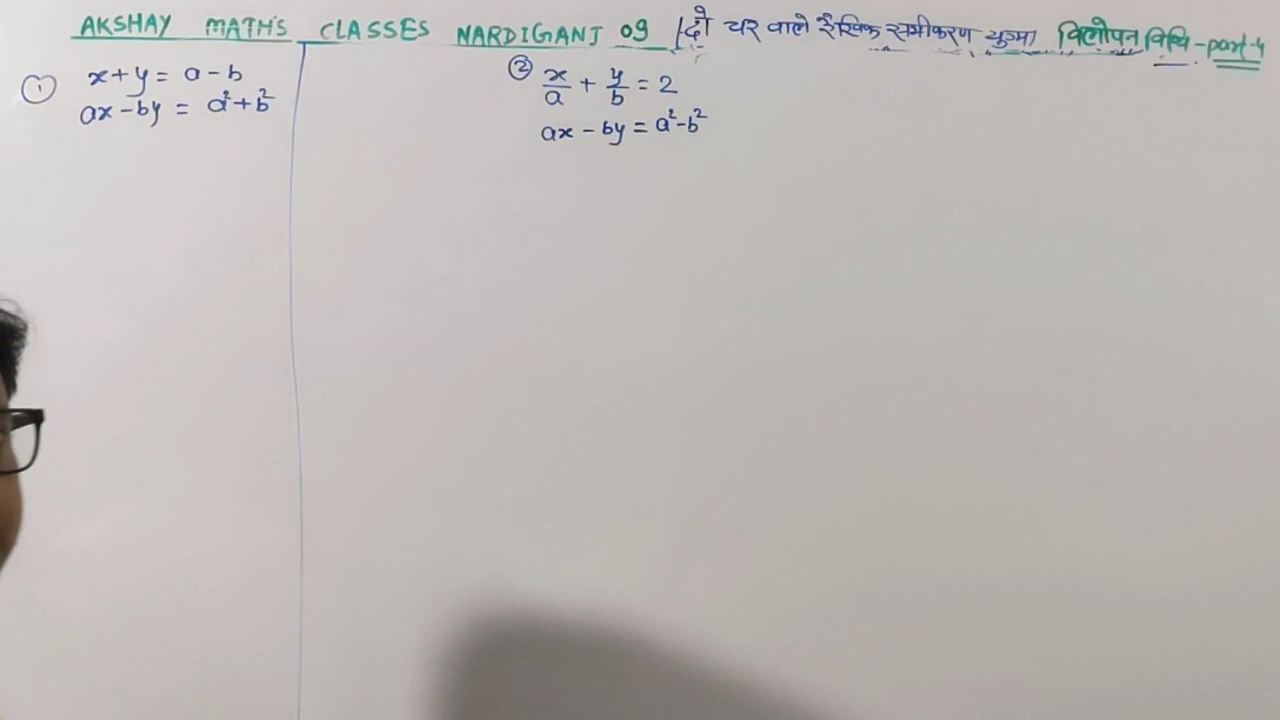 AKSHAY MATH'S CLASSES NARDIGANJ 09 / दो चर वाले रैखिक समीकरण युग्म विलोपन विधि - part-4
① x + y = a - b
ax - by = a² + b²
② x/a + y/b = 2
ax - by = a² - b²